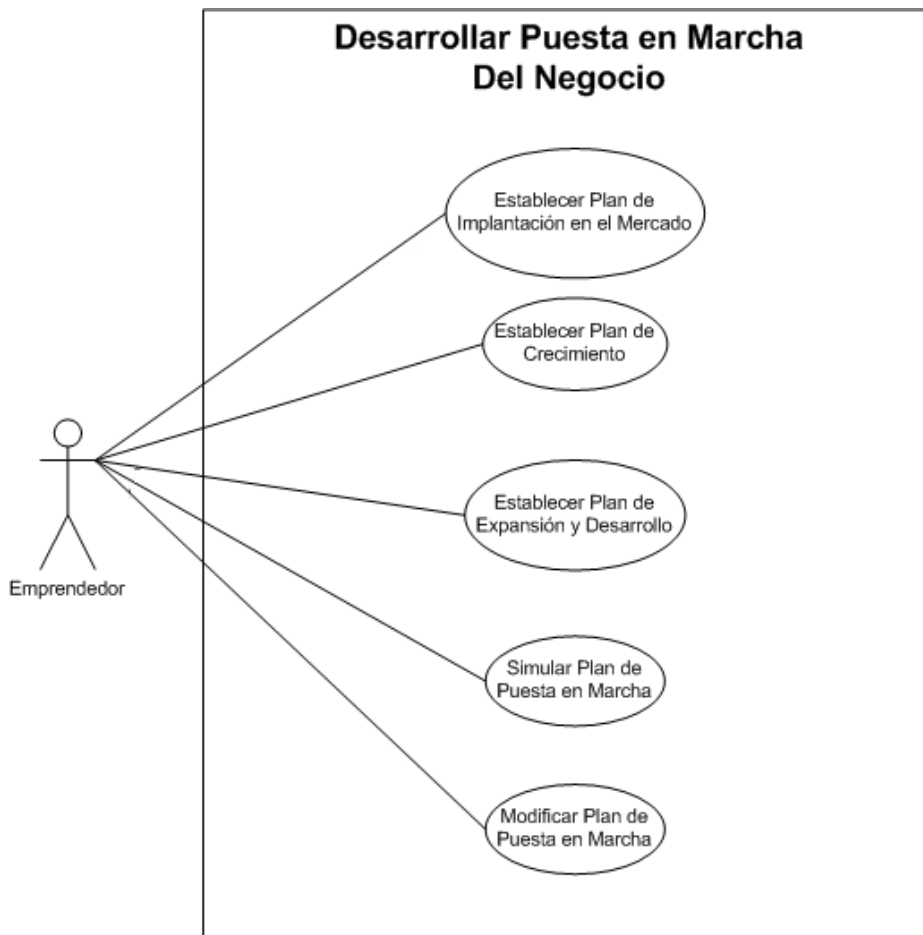 Desarrollar Puesta en Marcha
Del Negocio
Establecer Plan de
Implantación en el Mercado
Establecer Plan de
Crecimiento
Establecer Plan de
Expansión y Desarrollo
Emprendedor
Simular Plan de
Puesta en Marcha
Modificar Plan de
Puesta en Marcha